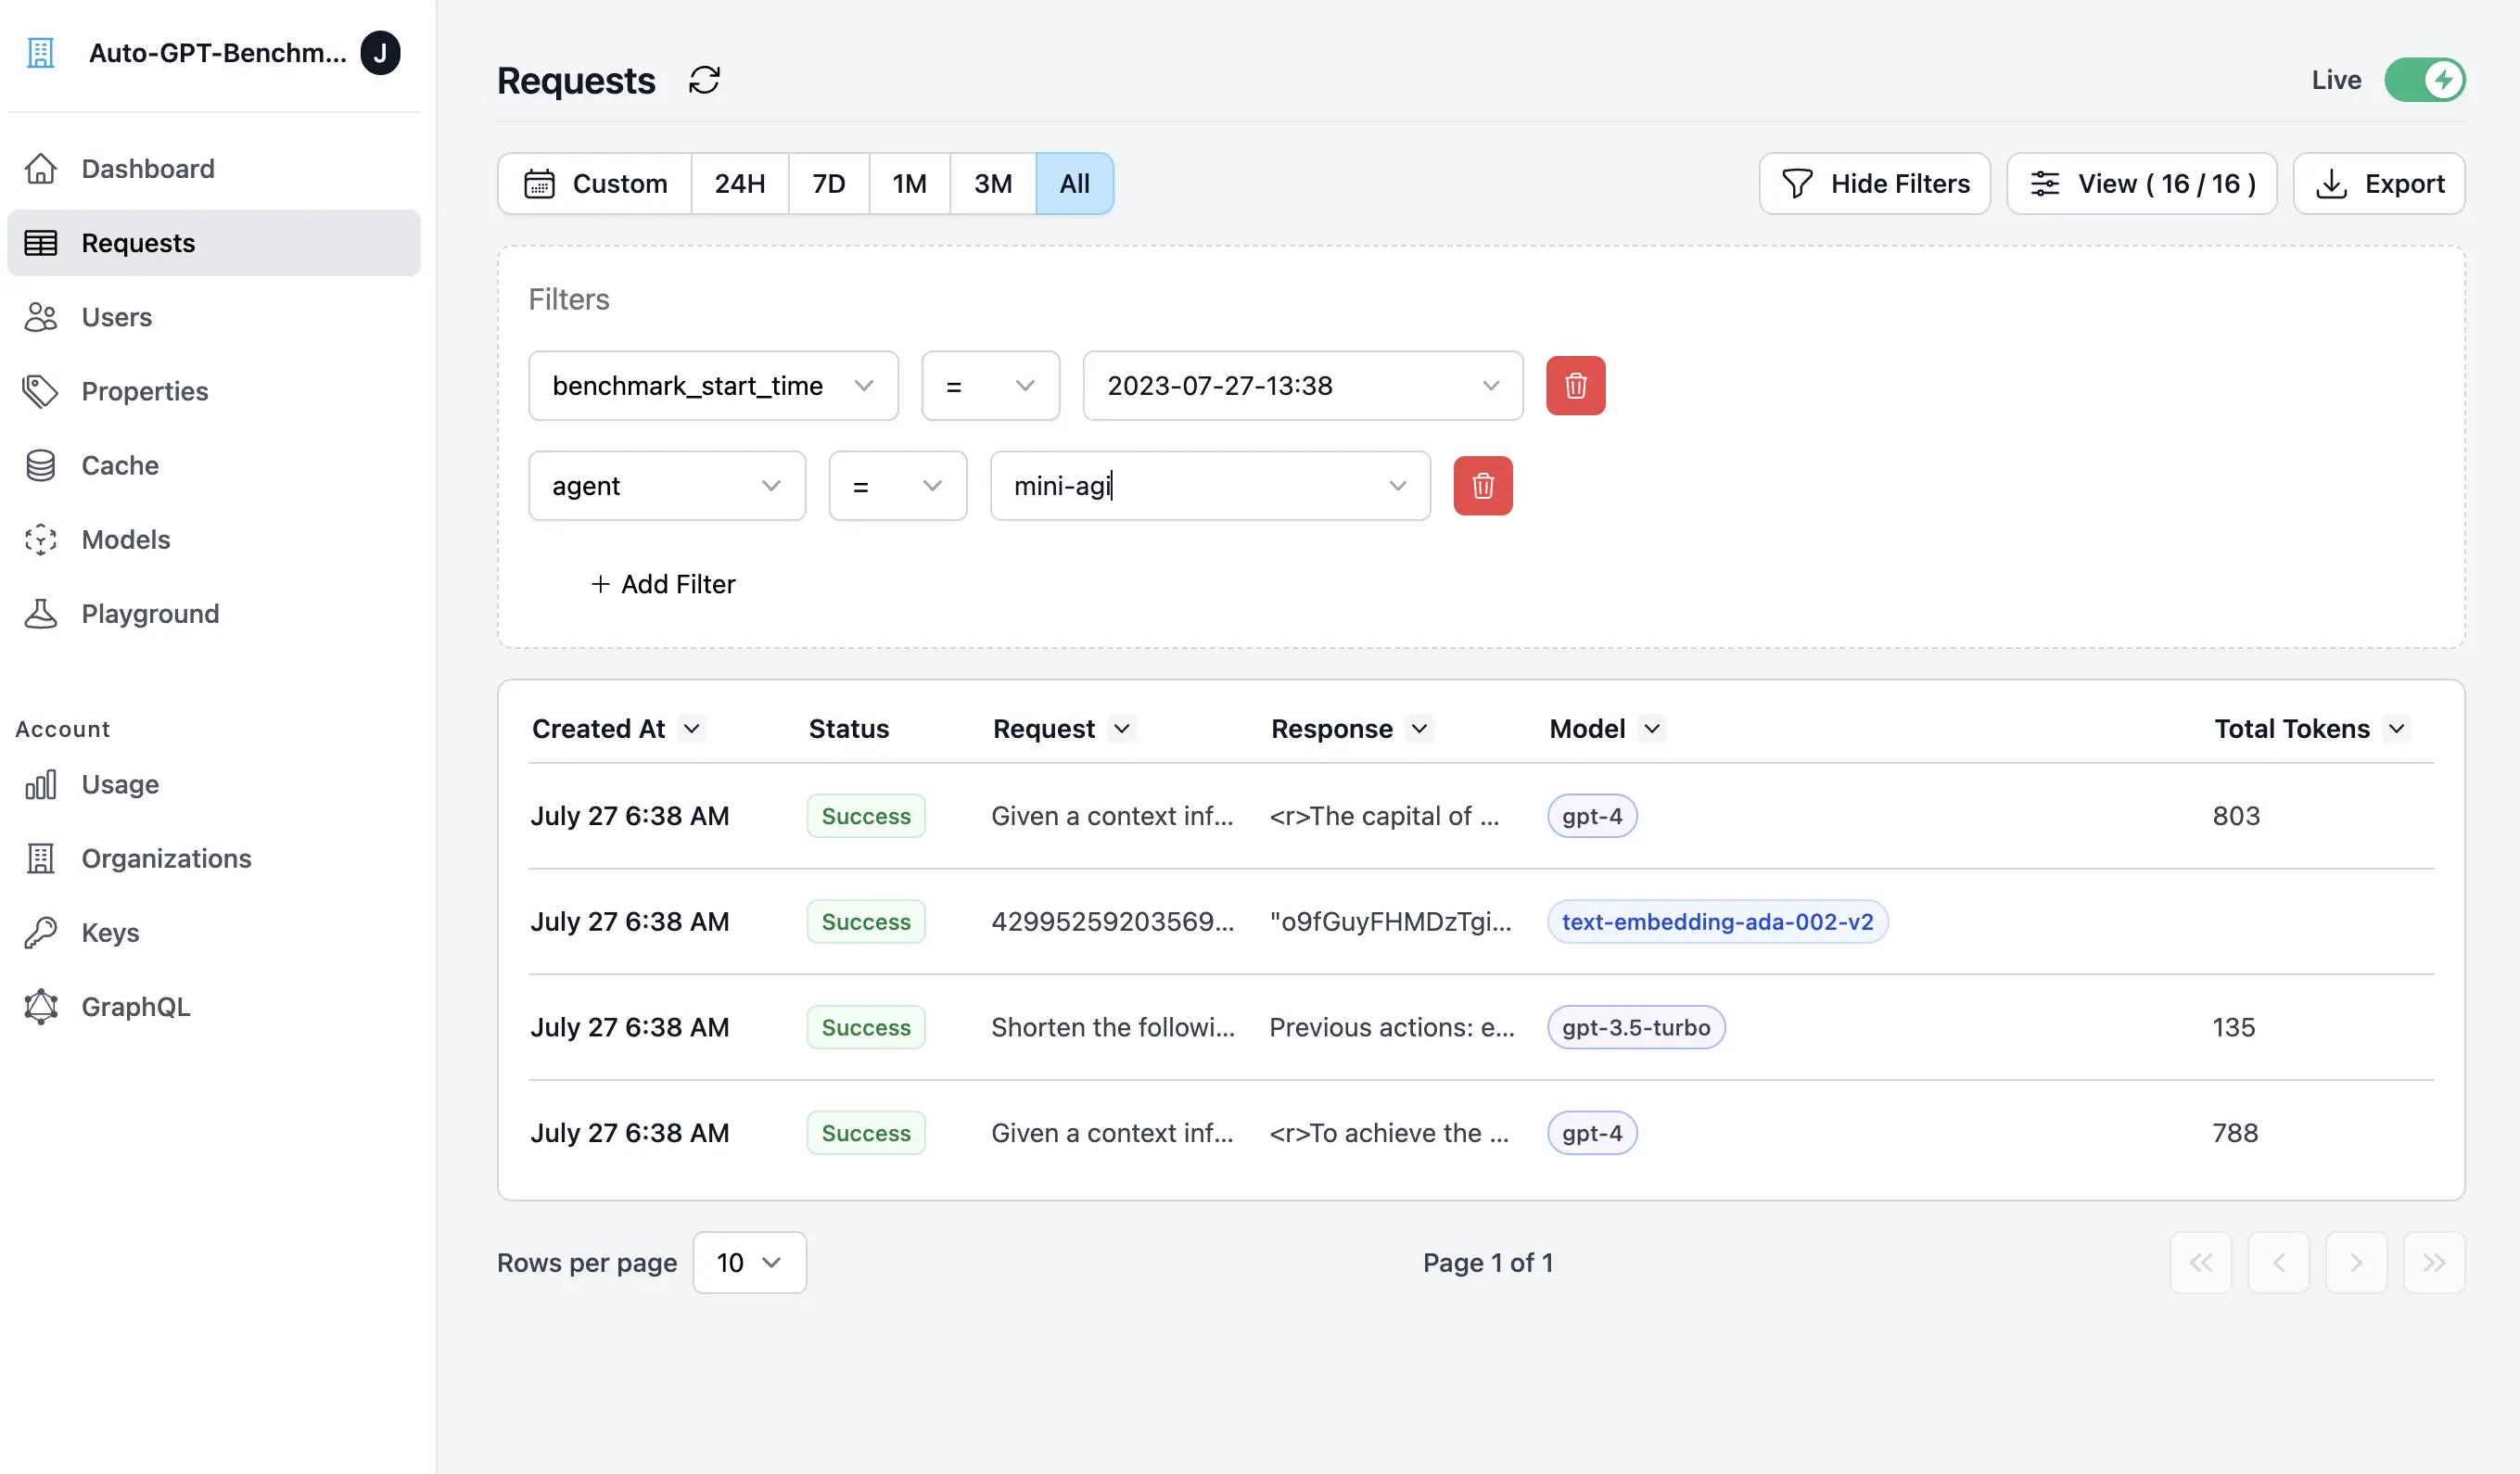 Auto-GPT-Benchm... J
Dashboard
Requests
Users
Properties
Cache
Models
Playground
Account
Usage
Organizations
Keys
GraphQL
Requests
Live
Custom 24H 7D 1M 3M All
Hide Filters View ( 16 / 16 ) Export
Filters
benchmark_start_time = 2023-07-27-13:38
agent = mini-agi
+ Add Filter
Created At Status Request Response Model Total Tokens
July 27 6:38 AM Success Given a context inf... <r>The capital of ... gpt-4 803
July 27 6:38 AM Success 42995259203569... "o9fGuyFHMDzTgi... text-embedding-ada-002-v2
July 27 6:38 AM Success Shorten the followi... Previous actions: e... gpt-3.5-turbo 135
July 27 6:38 AM Success Given a context inf... <r>To achieve the ... gpt-4 788
Rows per page 10 Page 1 of 1